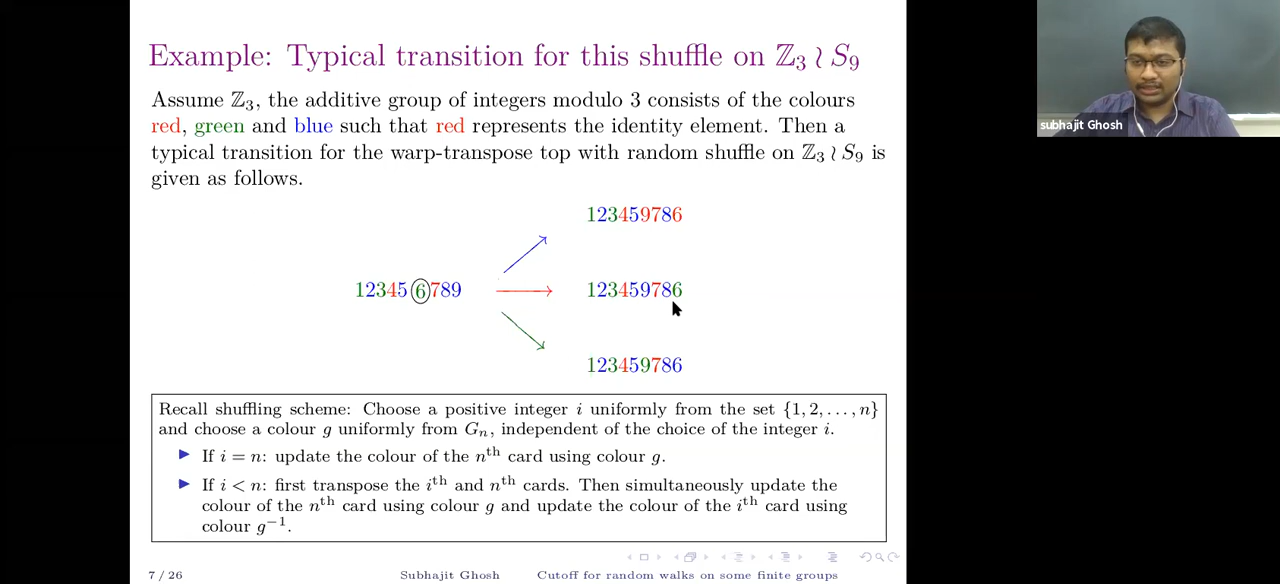 Example: Typical transition for this shuffle on ℤ₃ ≀ S₉
Assume ℤ₃, the additive group of integers modulo 3 consists of the colours
red, green and blue such that red represents the identity element. Then a
typical transition for the warp-transpose top with random shuffle on ℤ₃ ≀ S₉ is
given as follows.
123459786
123456789
123459786
123459786
Recall shuffling scheme: Choose a positive integer i uniformly from the set {1, 2, . . . , n}
and choose a colour g uniformly from Gₙ, independent of the choice of the integer i.
If i = n: update the colour of the nᵗʰ card using colour g.
If i < n: first transpose the iᵗʰ and nᵗʰ cards. Then simultaneously update the
colour of the nᵗʰ card using colour g and update the colour of the iᵗʰ card using
colour g⁻¹.
7 / 26 Subhajit Ghosh Cutoff for random walks on some finite groups
subhajit Ghosh